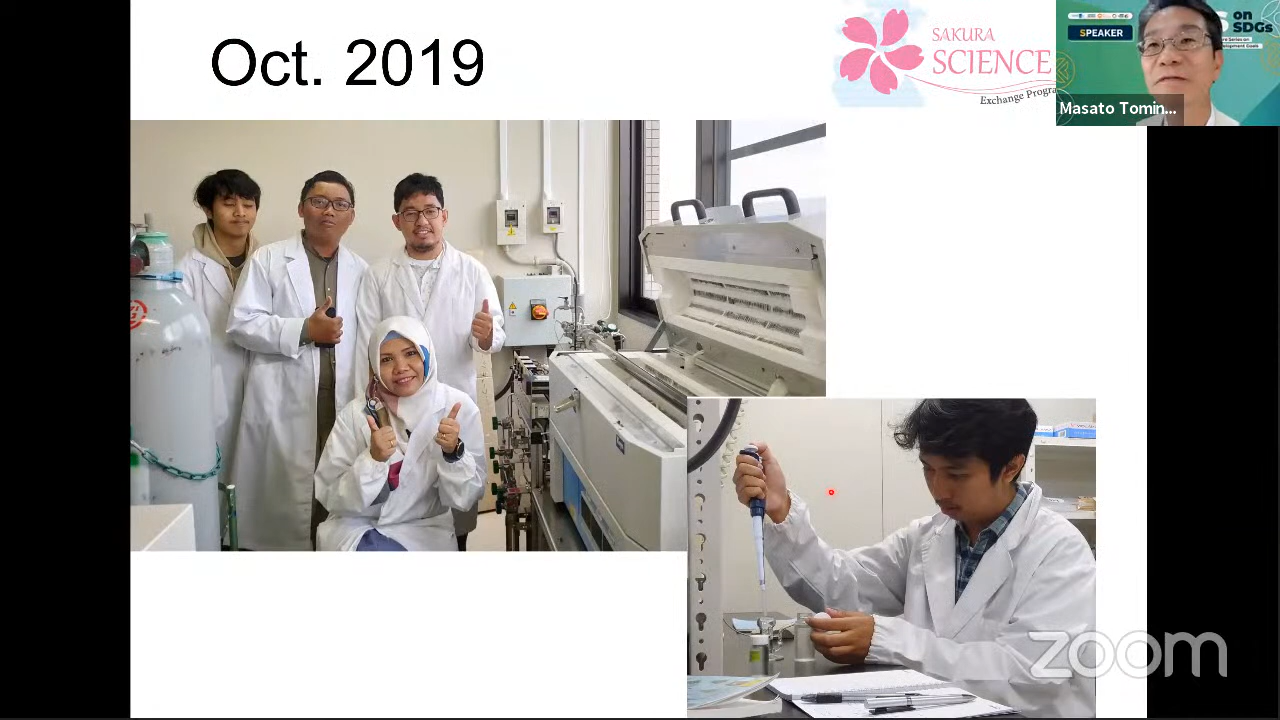 Oct. 2019
SAKURA
SCIENCE
Exchange Progra
SPEAKER
on
SDGs
Masato Tomin...
zoom